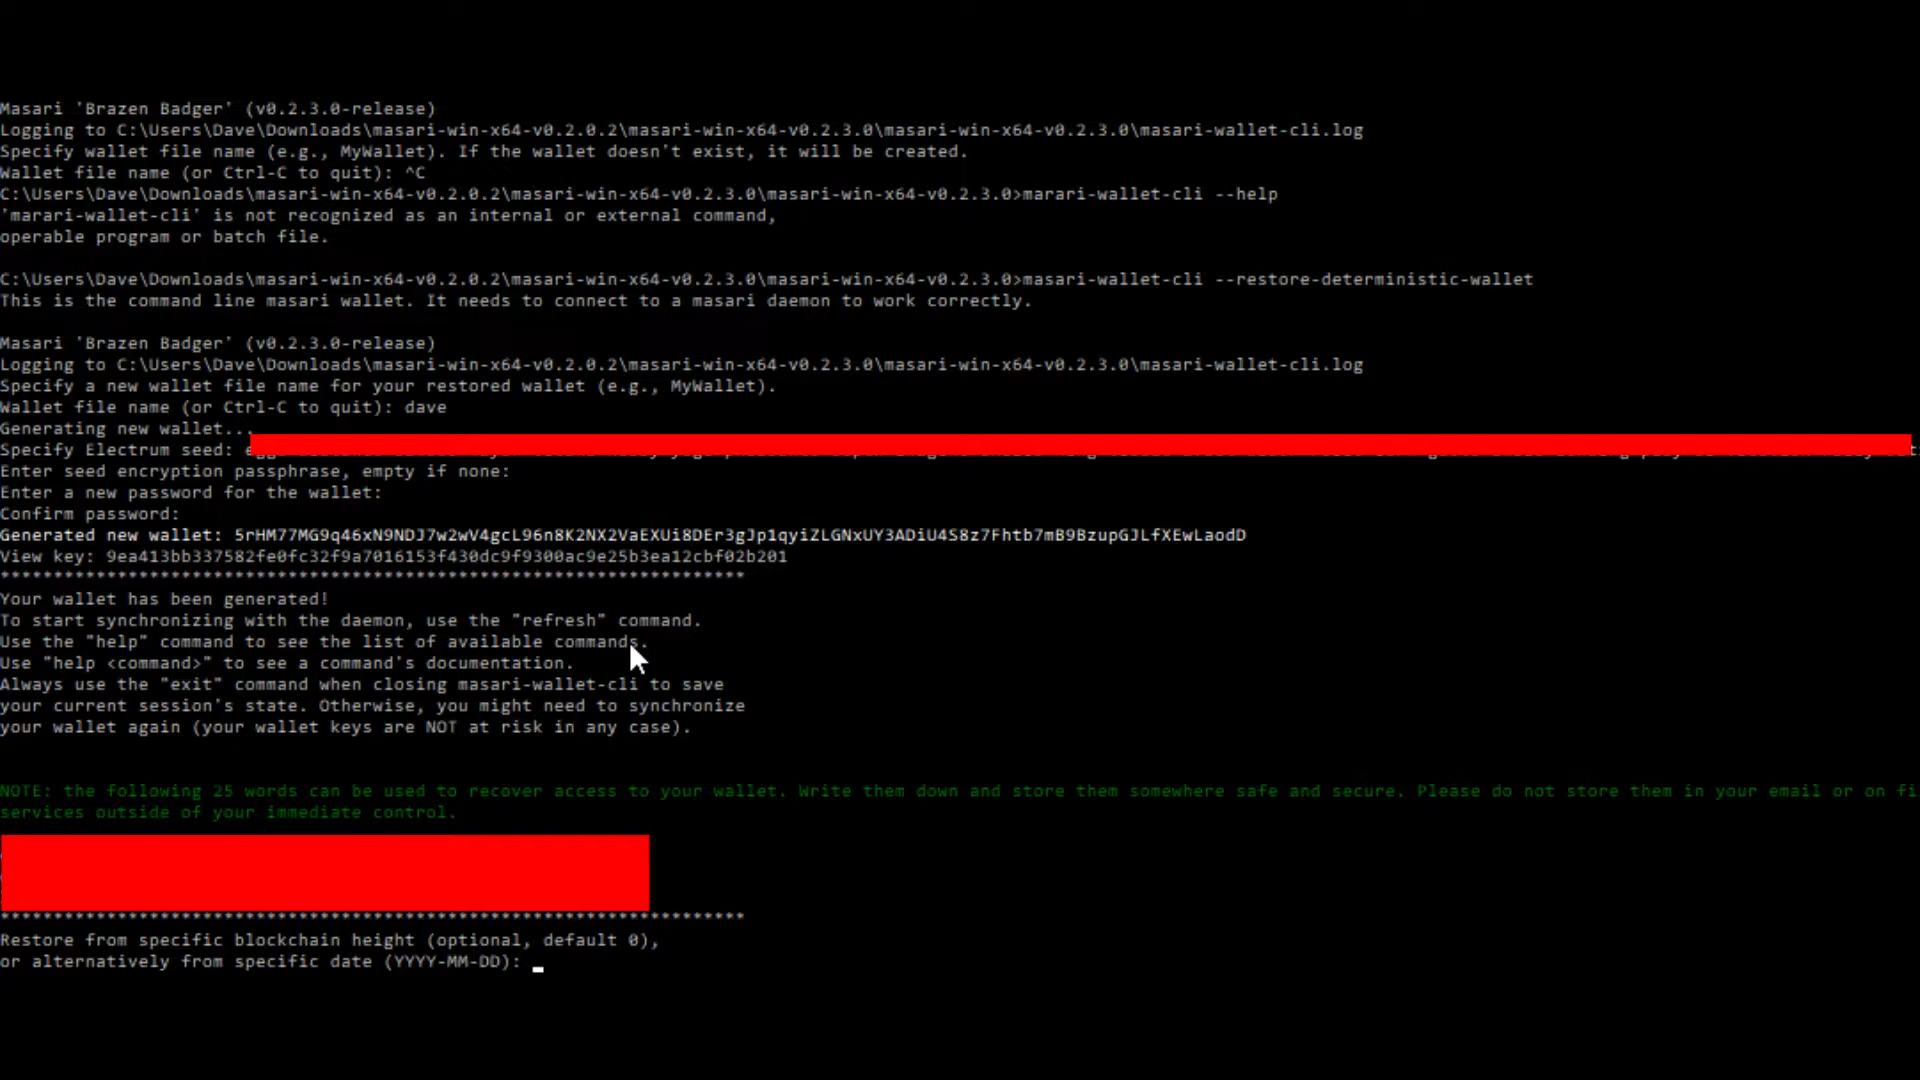 Masari 'Brazen Badger' (v0.2.3.0-release)
Logging to C:\Users\Dave\Downloads\masari-win-x64-v0.2.0.2\masari-win-x64-v0.2.3.0\masari-win-x64-v0.2.3.0\masari-wallet-cli.log
Specify wallet file name (e.g., MyWallet). If the wallet doesn't exist, it will be created.
Wallet file name (or Ctrl-C to quit): ^C
C:\Users\Dave\Downloads\masari-win-x64-v0.2.0.2\masari-win-x64-v0.2.3.0\masari-win-x64-v0.2.3.0>marari-wallet-cli --help
'marari-wallet-cli' is not recognized as an internal or external command,
operable program or batch file.
C:\Users\Dave\Downloads\masari-win-x64-v0.2.0.2\masari-win-x64-v0.2.3.0\masari-win-x64-v0.2.3.0>masari-wallet-cli --restore-deterministic-wallet
This is the command line masari wallet. It needs to connect to a masari daemon to work correctly.
Masari 'Brazen Badger' (v0.2.3.0-release)
Logging to C:\Users\Dave\Downloads\masari-win-x64-v0.2.0.2\masari-win-x64-v0.2.3.0\masari-win-x64-v0.2.3.0\masari-wallet-cli.log
Specify a new wallet file name for your restored wallet (e.g., MyWallet).
Wallet file name (or Ctrl-C to quit): dave
Generating new wallet...
Specify Electrum seed:
Enter seed encryption passphrase, empty if none:
Enter a new password for the wallet:
Confirm password:
Generated new wallet: 5rHM77MG9q46xN9NDJ7w2wV4gcL96n8K2NX2VaEXUi8DEr3gJp1qyiZLGNxUY3ADiU4S8z7Fhtb7mB9BzupGJLfXEwLaodD
View key: 9ea413bb337582fe0fc32f9a7016153f430dc9f9300ac9e25b3ea12cbf02b201
**********************************************************************
Your wallet has been generated!
To start synchronizing with the daemon, use the "refresh" command.
Use the "help" command to see the list of available commands.
Use "help <command>" to see a command's documentation.
Always use the "exit" command when closing masari-wallet-cli to save
your current session's state. Otherwise, you might need to synchronize
your wallet again (your wallet keys are NOT at risk in any case).
NOTE: the following 25 words can be used to recover access to your wallet. Write them down and store them somewhere safe and secure. Please do not store them in your email or on fi
services outside of your immediate control.
**********************************************************************
Restore from specific blockchain height (optional, default 0),
or alternatively from specific date (YYYY-MM-DD):